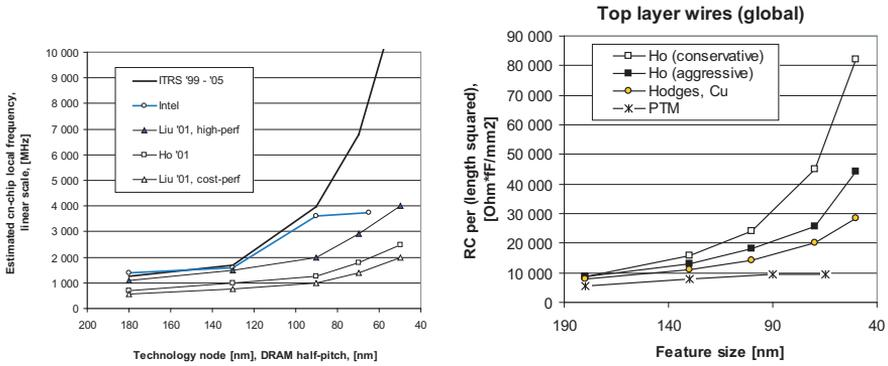 10 000
9 000
8 000
7 000
6 000
5 000
4 000
3 000
2 000
1 000
0
200 180 160 140 120 100 80 60 40
Estimated cn-chip local frequency,
linear scale, [MHz]
ITRS '99 - '05
Intel
Liu '01, high-perf
Ho '01
Liu '01, cost-perf
Technology node [nm], DRAM half-pitch, [nm]
Top layer wires (global)
90 000
80 000
70 000
60 000
50 000
40 000
30 000
20 000
10 000
0
190 140 90 40
RC per (length squared),
[Ohm*fF/mm2]
Ho (conservative)
Ho (aggressive)
Hodges, Cu
PTM
Feature size [nm]